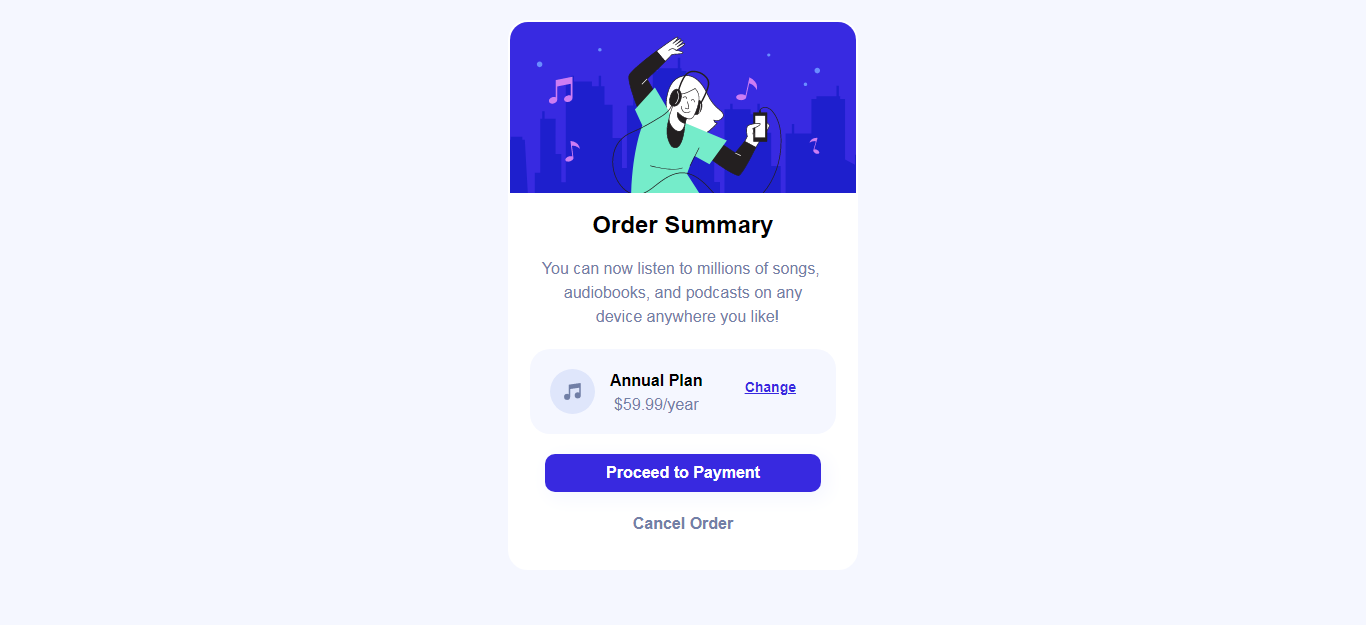 Order Summary
You can now listen to millions of songs,
audiobooks, and podcasts on any
device anywhere you like!
Annual Plan
Change
$59.99/year
Proceed to Payment
Cancel Order